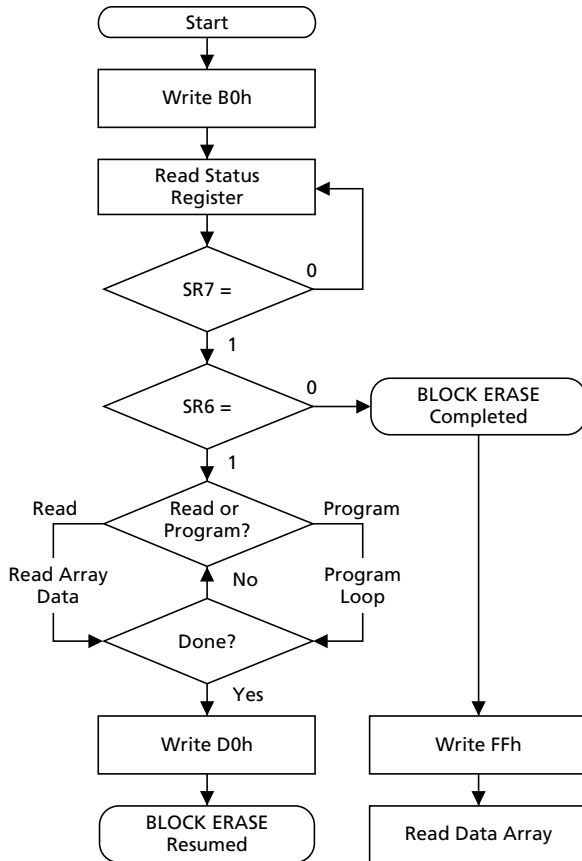 Start
Write B0h
Read Status
Register
0
SR7 =
1
0
SR6 =
BLOCK ERASE
Completed
1
Read
Read or
Program?
Program
Read Array
Data
No
Program
Loop
Done?
Yes
Write D0h
Write FFh
BLOCK ERASE
Resumed
Read Data Array